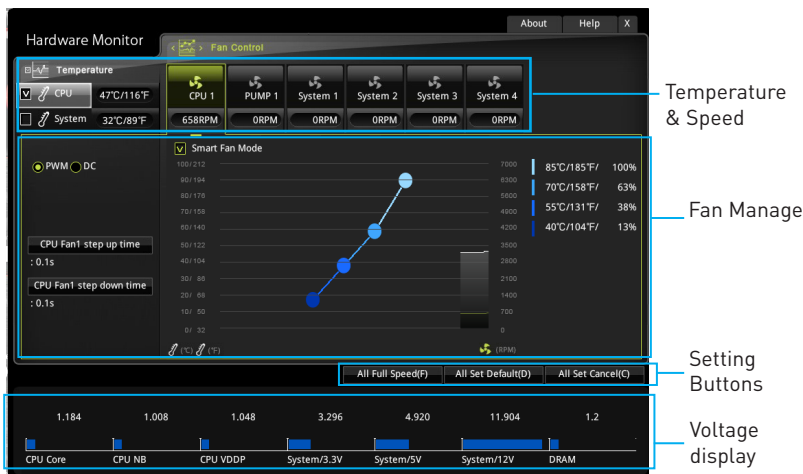 About Help X
Hardware Monitor
Fan Control
Temperature
V CPU 47℃/116℉
System 32℃/89℉
CPU 1 PUMP 1 System 1 System 2 System 3 System 4
658RPM 0RPM 0RPM 0RPM 0RPM 0RPM
Temperature
& Speed
V Smart Fan Mode
PWM DC
100/212 7000
90/194 6300
80/176 5600
70/158 4900
60/140 4200
50/122 3500
40/104 2600
30/ 86 2100
20/ 68 1400
10/ 50 700
0/ 32 0
(℃) (℉) (RPM)
85℃/185℉/ 100%
70℃/158℉/ 63%
55℃/131℉/ 38%
40℃/104℉/ 13%
CPU Fan1 step up time
: 0.1s
CPU Fan1 step down time
: 0.1s
Fan Manage
All Full Speed(F) All Set Default(D) All Set Cancel(C)
Setting
Buttons
1.184 1.008 1.048 3.296 4.920 11.904 1.2
CPU Core CPU NB CPU VDDP System/3.3V System/5V System/12V DRAM
Voltage
display